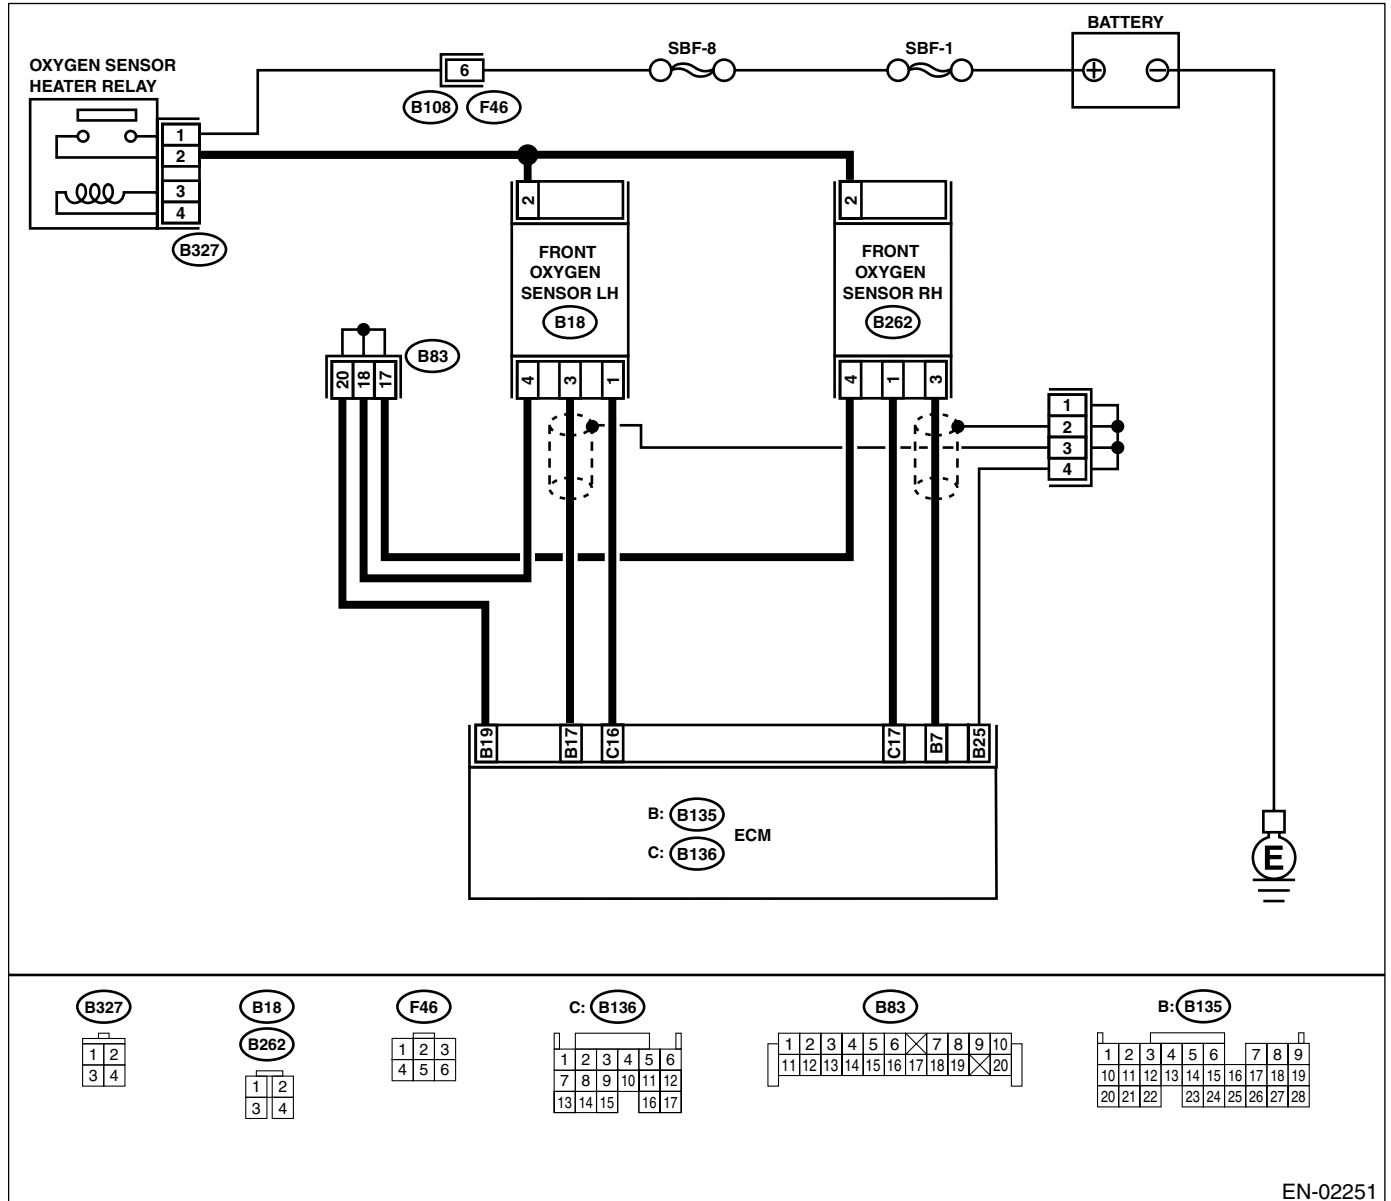 BATTERY
SBF-8
SBF-1
OXYGEN SENSOR
HEATER RELAY
6
B108
F46
1
2
3
4
B327
2
2
FRONT
OXYGEN
SENSOR LH
B18
FRONT
OXYGEN
SENSOR RH
B262
B83
20 18 17
4 3 1
4 1 3
1
2
3
4
B19 B17 C16 C17 B7 B25
B: B135
ECM
C: B136
E
B327
B18
B262
F46
C: B136
B83
B: B135
1 2
3 4
1 2
3 4
1 2 3
4 5 6
1 2 3 4 5 6
7 8 9 10 11 12
13 14 15 16 17
1 2 3 4 5 6 7 8 9 10
11 12 13 14 15 16 17 18 19 20
1 2 3 4 5 6 7 8 9
10 11 12 13 14 15 16 17 18 19
20 21 22 23 24 25 26 27 28
EN-02251